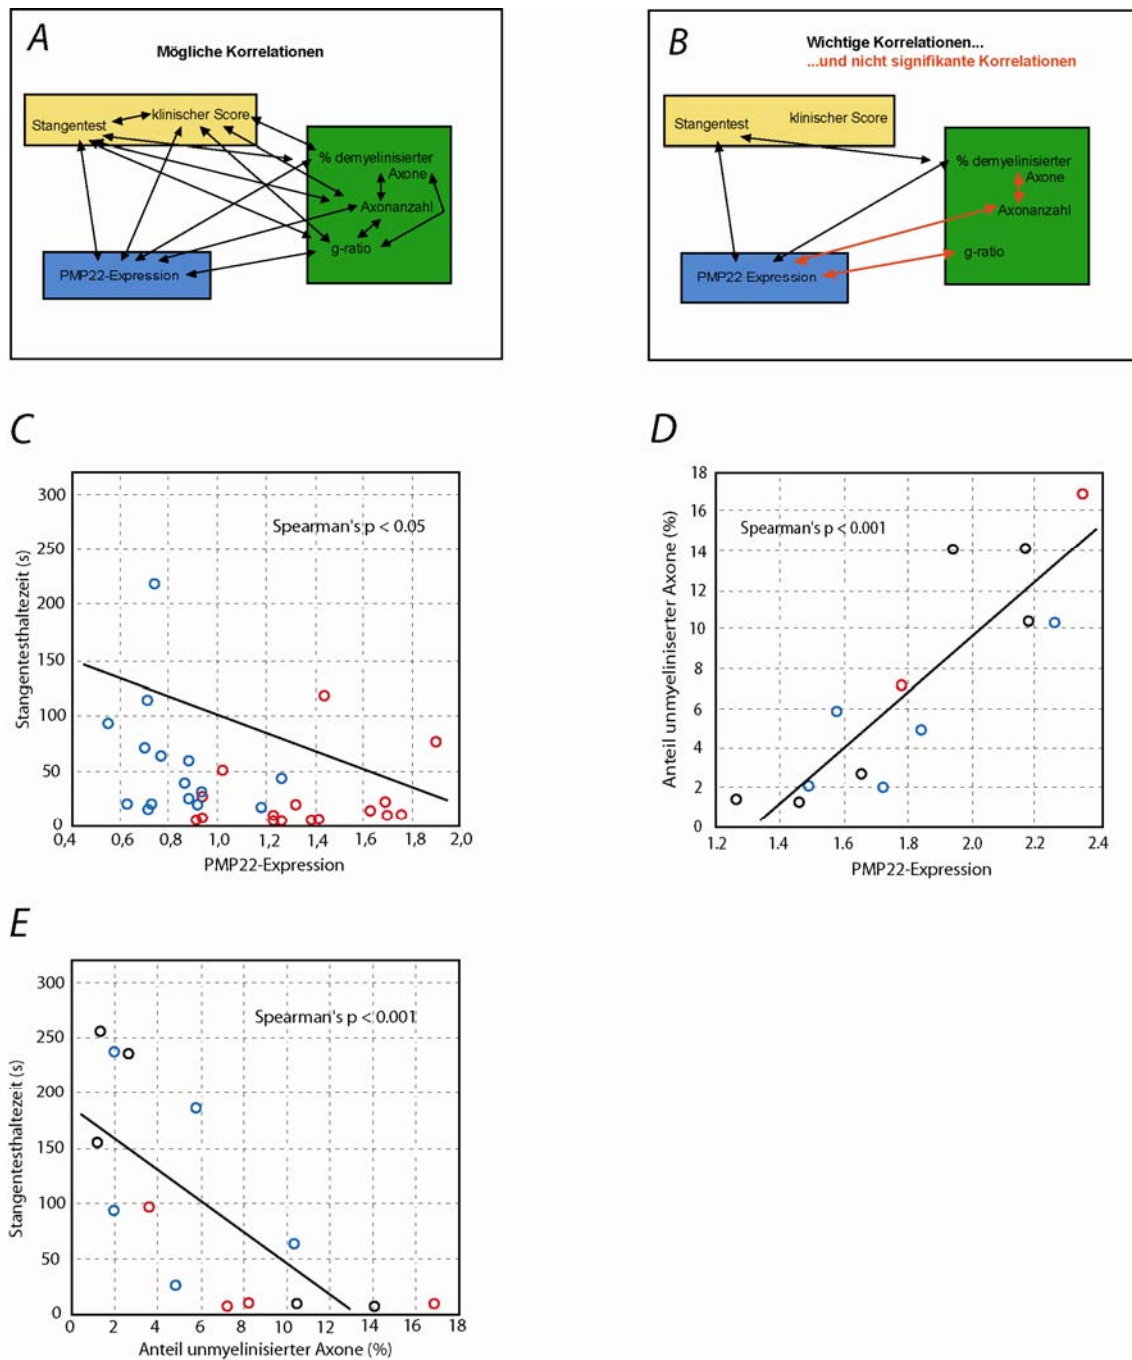 A
Mögliche Korrelationen
klinischer Score
Stangentest
% demyelinisierter
Axone
Axonanzahl
g-ratio
PMP22-Expression
B
Wichtige Korrelationen...
...und nicht signifikante Korrelationen
klinischer Score
Stangentest
% demyelinisierter
Axone
Axonanzahl
g-ratio
PMP22 Expression
C
Stangentesthaltezeit (s)
300
250
200
150
100
50
0
Spearman's p < 0.05
0,4 0,6 0,8 1,0 1,2 1,4 1,6 1,8 2,0
PMP22-Expression
D
Anteil unmyeliniserter Axone (%)
18
16
14
12
10
8
6
4
2
0
Spearman's p < 0.001
1.2 1.4 1.6 1.8 2.0 2.2 2.4
PMP22-Expression
E
Stangentesthaltezeit (s)
300
250
200
150
100
50
0
Spearman's p < 0.001
0 2 4 6 8 10 12 14 16 18
Anteil unmyelinisierter Axone (%)